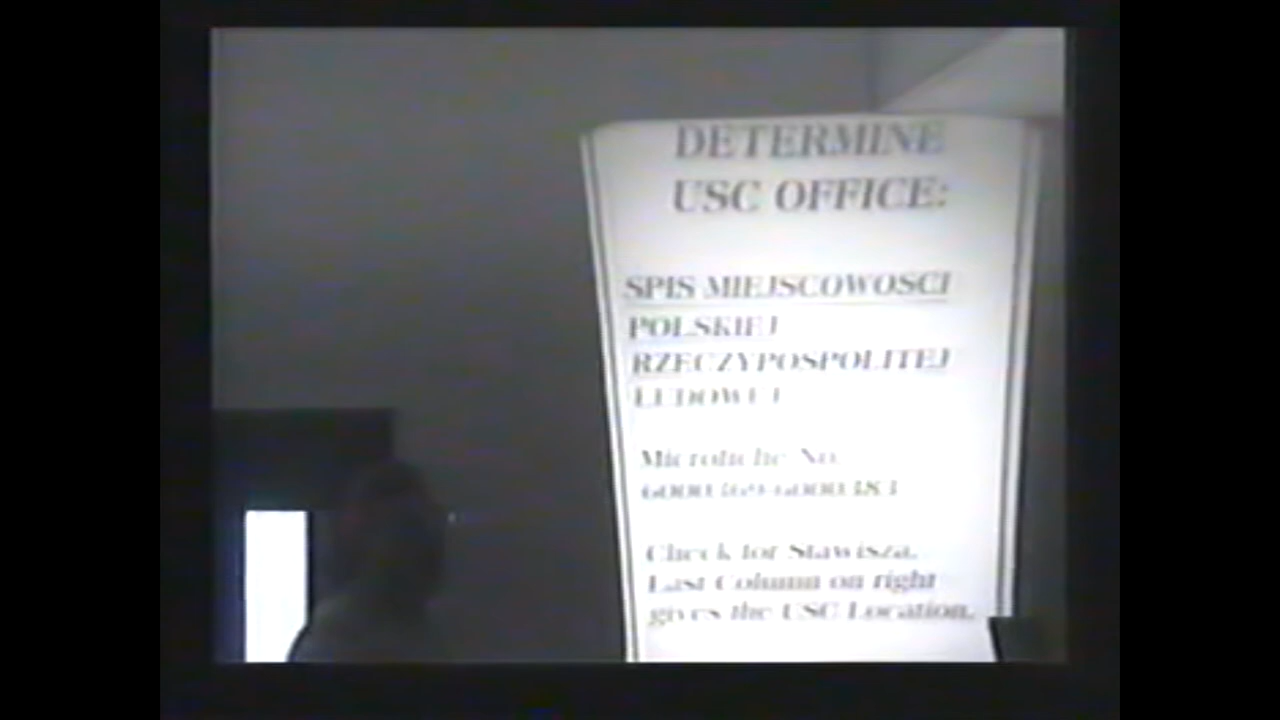 DETERMINE
USC OFFICE:
SPIS MIEJSCOWOSCI
POLSKIEJ
RZECZYPOSPOLITEJ
LUDOWEJ
Microfiche No.
Check for Stawisza.
Last Column on right
gives the USC Location.